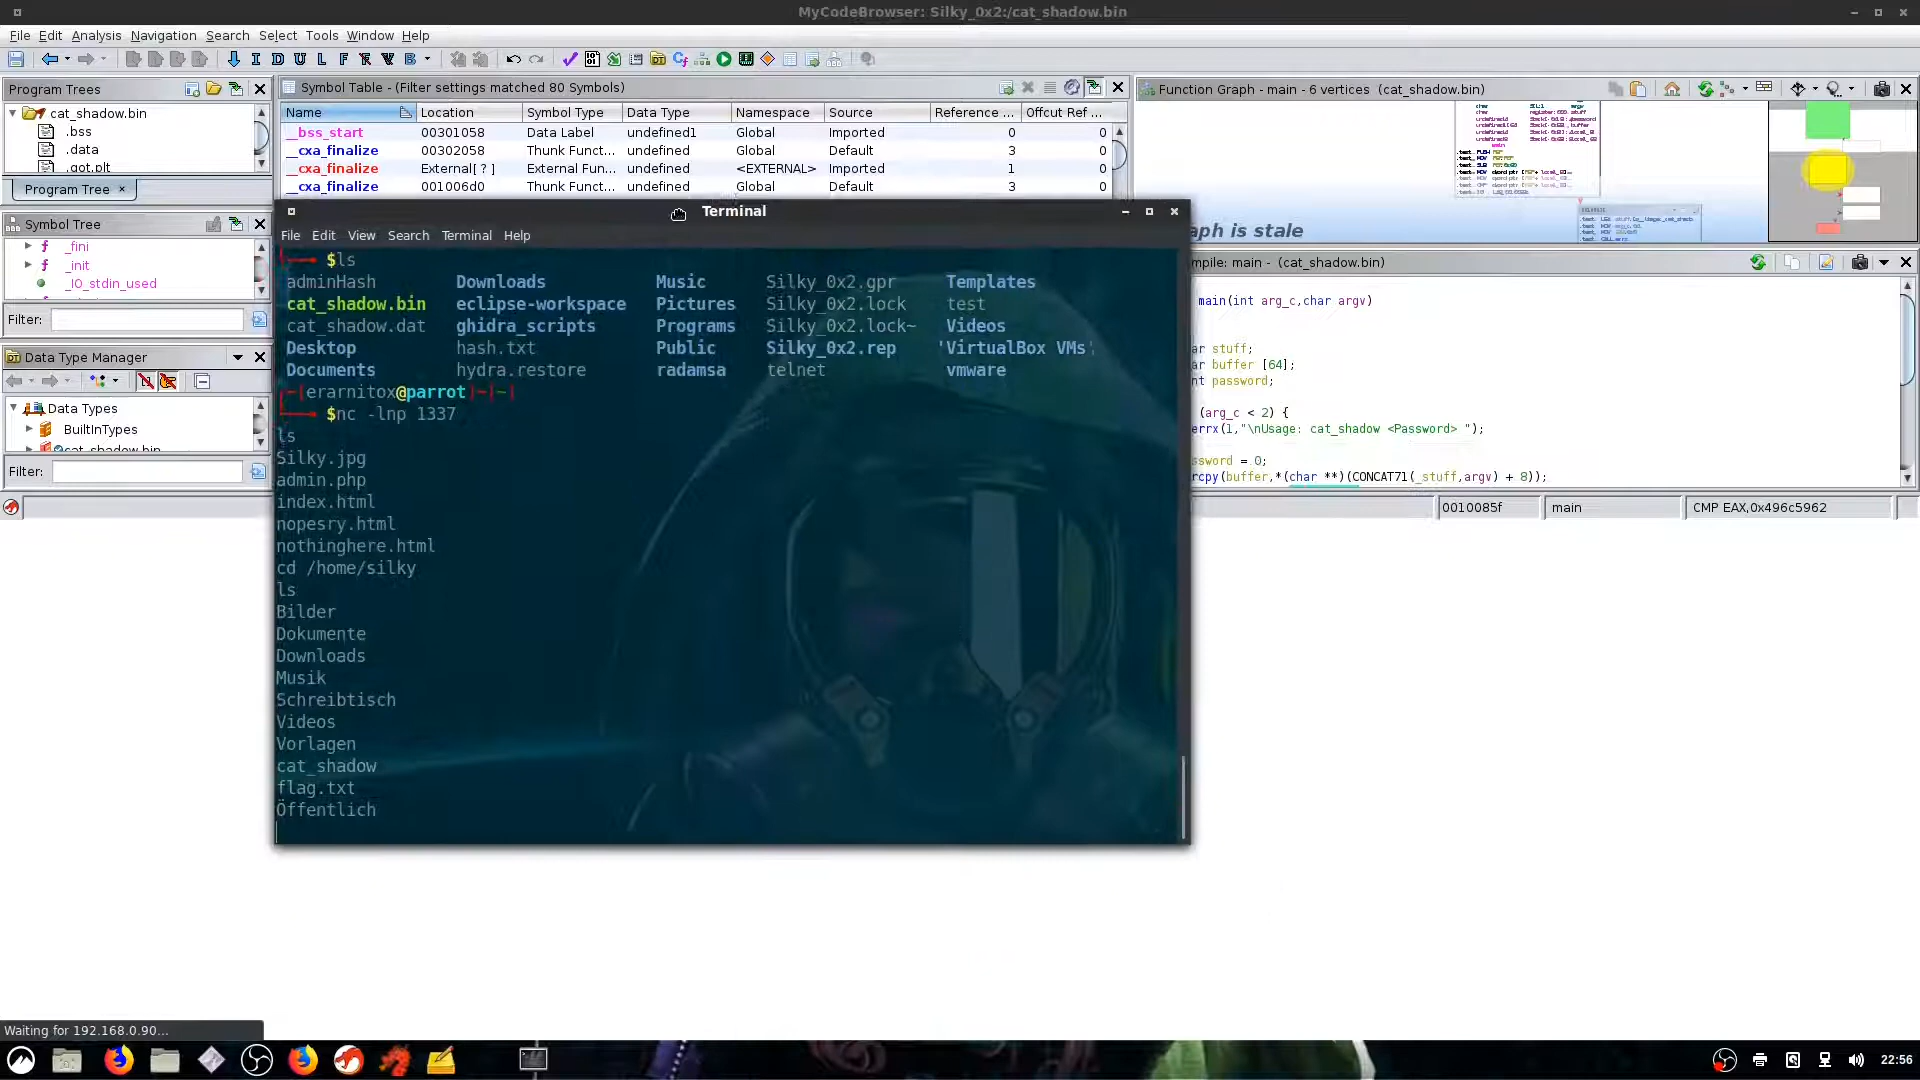 MyCodeBrowser: Silky_0x2:/cat_shadow.bin
File Edit Analysis Navigation Search Select Tools Window Help
Program Trees
cat_shadow.bin
.bss
.data
.got.plt
Program Tree ×
Symbol Tree
_fini
_init
_IO_stdin_used
Filter:
Data Type Manager
Data Types
BuiltInTypes
cat_shadow.bin
Filter:
Symbol Table - (Filter settings matched 80 Symbols)
Name Location Symbol Type Data Type Namespace Source Reference ... Offcut Ref ...
__bss_start 00301058 Data Label undefined1 Global Imported 0 0
__cxa_finalize 00302058 Thunk Funct... undefined Global Default 3 0
__cxa_finalize External[ ? ] External Fun... undefined <EXTERNAL> Imported 1 0
__cxa_finalize 001006d0 Thunk Funct... undefined Global Default 3 0
Terminal
File Edit View Search Terminal Help
$ls
adminHash Downloads Music Silky_0x2.gpr Templates
cat_shadow.bin eclipse-workspace Pictures Silky_0x2.lock test
cat_shadow.dat ghidra_scripts Programs Silky_0x2.lock~ Videos
Desktop hash.txt Public Silky_0x2.rep 'VirtualBox VMs'
Documents hydra.restore radamsa telnet vmware
[erarnitox@parrot]-[~]
$nc -lnp 1337
ls
Silky.jpg
admin.php
index.html
nopesry.html
nothinghere.html
cd /home/silky
ls
Bilder
Dokumente
Downloads
Musik
Schreibtisch
Videos
Vorlagen
cat_shadow
flag.txt
Öffentlich
Function Graph - main - 6 vertices (cat_shadow.bin)
aph is stale
mpile: main - (cat_shadow.bin)
main(int arg_c,char argv)
ar stuff;
buffer [64];
nt password;
(arg_c < 2) {
errx(1,"\nUsage: cat_shadow <Password> ");
ssword = 0;
rcpy(buffer,*(char **)(CONCAT71(_stuff,argv) + 8));
0010085f main CMP EAX,0x496c5962
Waiting for 192.168.0.90...
22:56